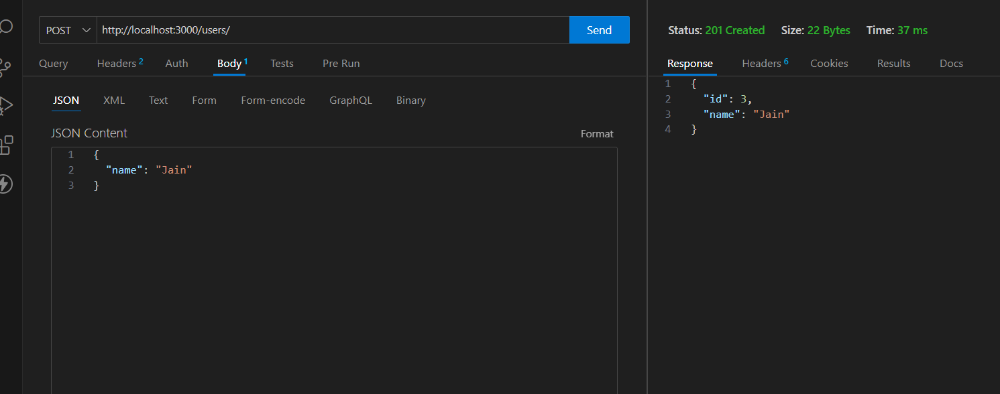 POST http://localhost:3000/users/ Send
Query Headers 2 Auth Body 1 Tests Pre Run
JSON XML Text Form Form-encode GraphQL Binary
JSON Content Format
1 {
2 "name": "Jain"
3 }
Status: 201 Created Size: 22 Bytes Time: 37 ms
Response Headers 6 Cookies Results Docs
1 {
2 "id": 3,
3 "name": "Jain"
4 }